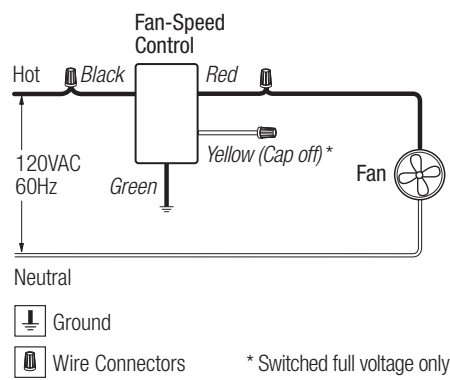 Fan-Speed
Control
Hot
Black
Red
Yellow (Cap off) *
120VAC
60Hz
Green
Fan
Neutral
Ground
Wire Connectors
* Switched full voltage only